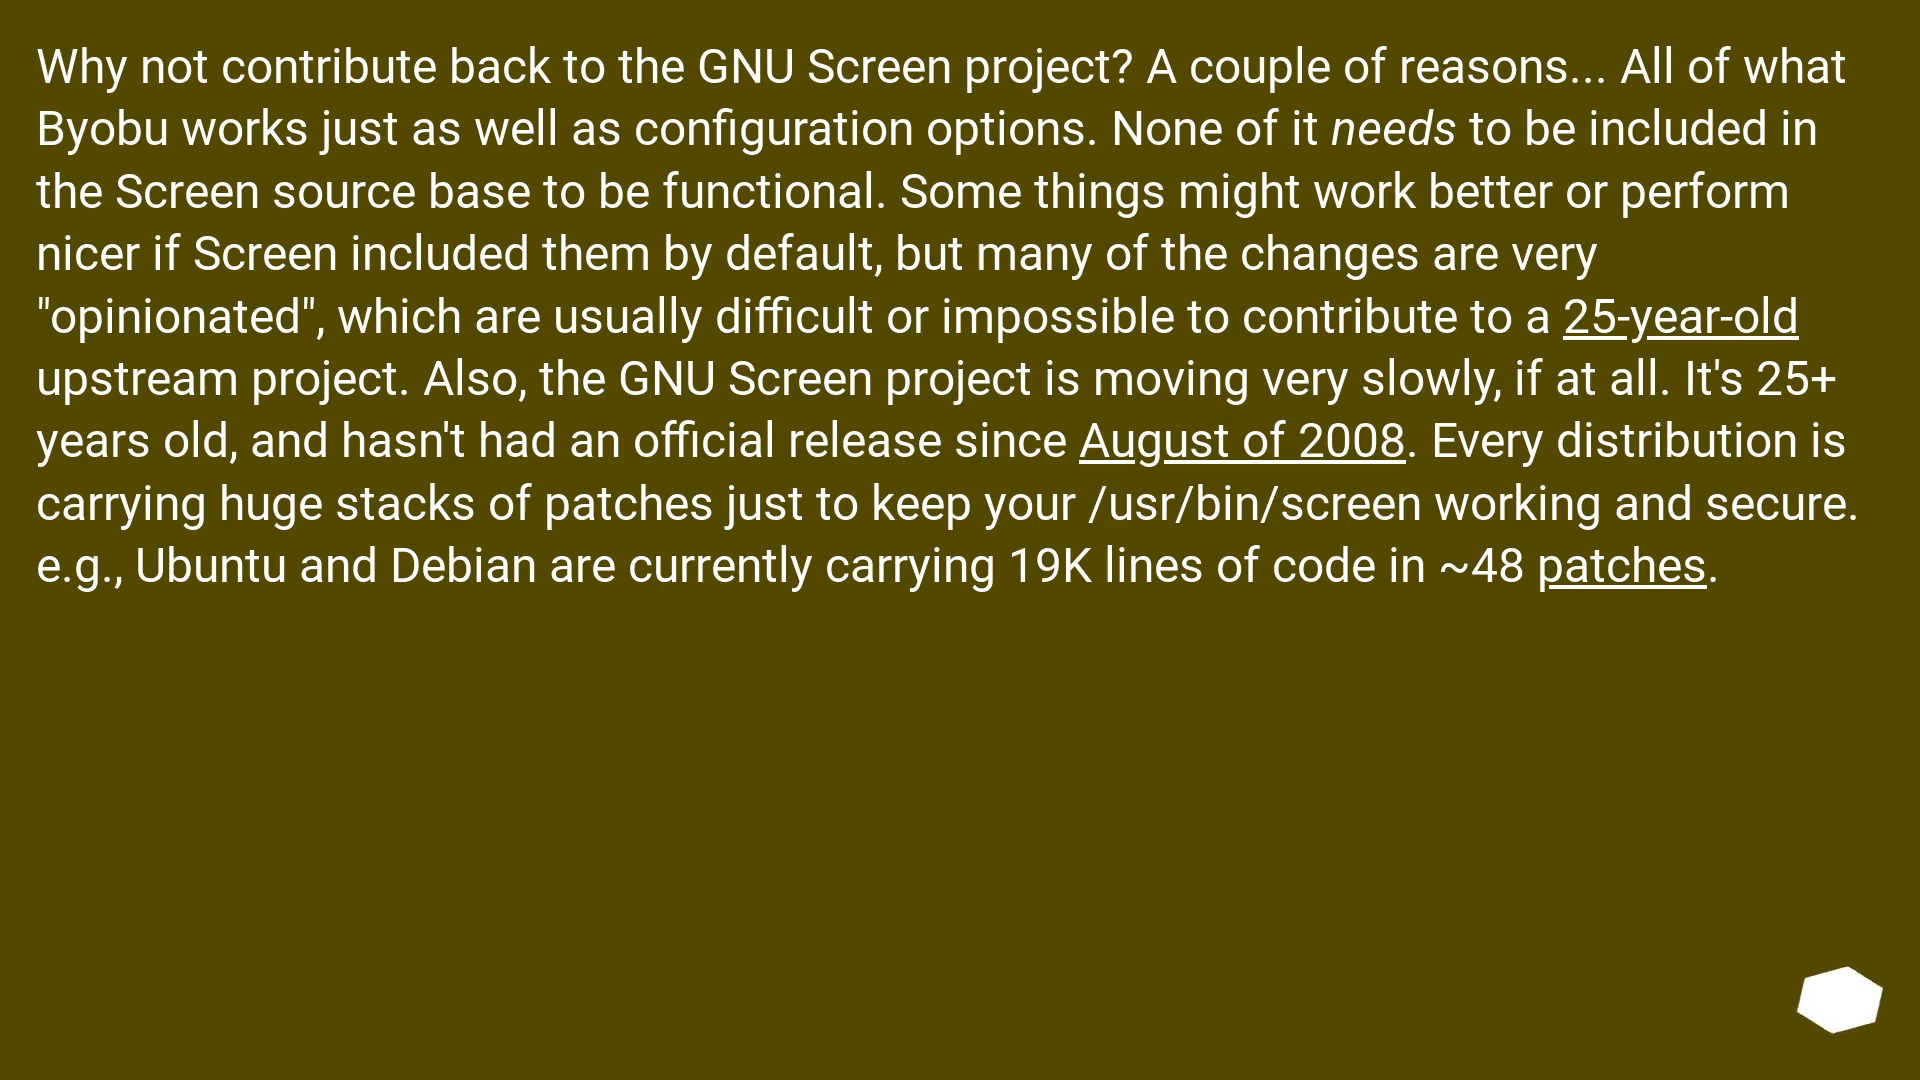 Why not contribute back to the GNU Screen project? A couple of reasons... All of what
Byobu works just as well as configuration options. None of it needs to be included in
the Screen source base to be functional. Some things might work better or perform
nicer if Screen included them by default, but many of the changes are very
"opinionated", which are usually difficult or impossible to contribute to a 25-year-old
upstream project. Also, the GNU Screen project is moving very slowly, if at all. It's 25+
years old, and hasn't had an official release since August of 2008. Every distribution is
carrying huge stacks of patches just to keep your /usr/bin/screen working and secure.
e.g., Ubuntu and Debian are currently carrying 19K lines of code in ~48 patches.